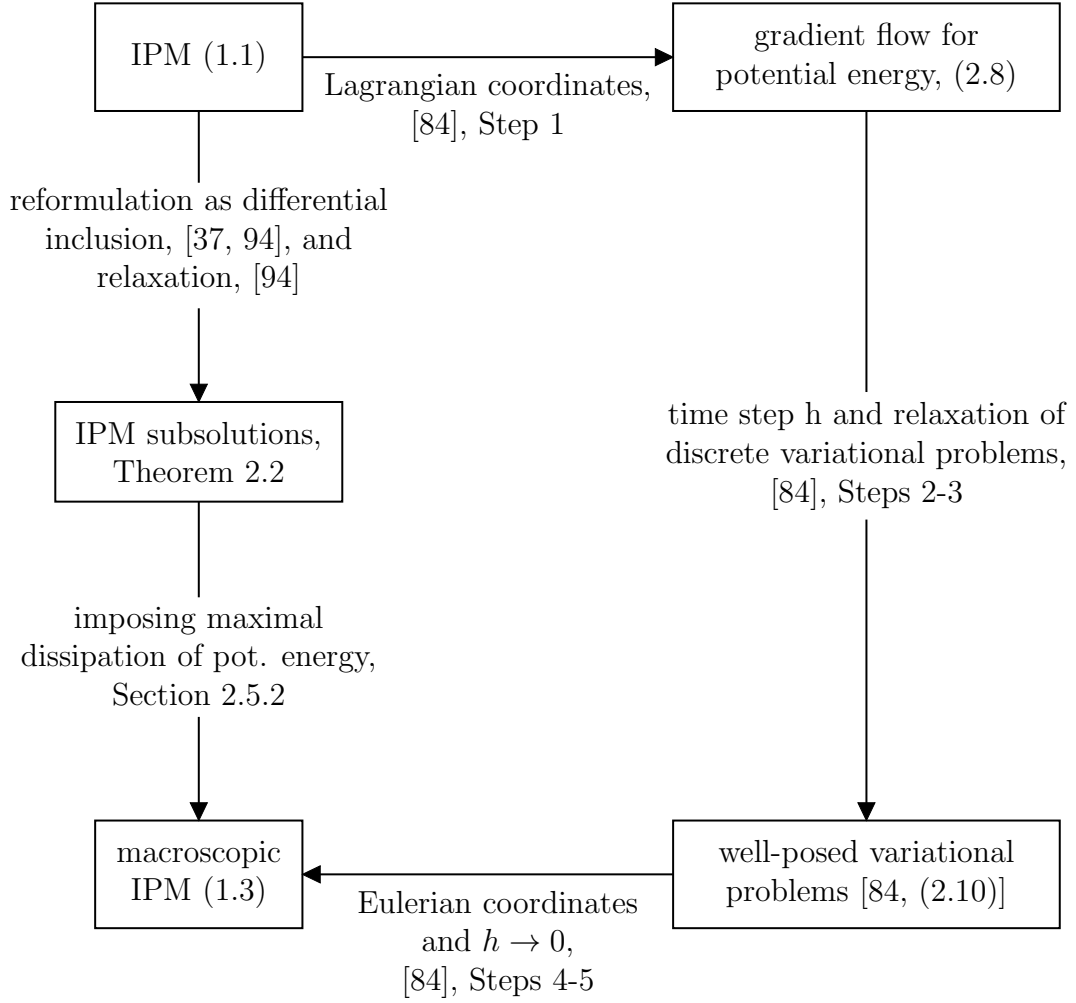 IPM (1.1)
gradient flow for
potential energy, (2.8)
Lagrangian coordinates,
[84], Step 1
reformulation as differential
inclusion, [37, 94], and
relaxation, [94]
IPM subsolutions,
Theorem 2.2
time step h and relaxation of
discrete variational problems,
[84], Steps 2-3
imposing maximal
dissipation of pot. energy,
Section 2.5.2
macroscopic
IPM (1.3)
well-posed variational
problems [84, (2.10)]
Eulerian coordinates
and h → 0,
[84], Steps 4-5